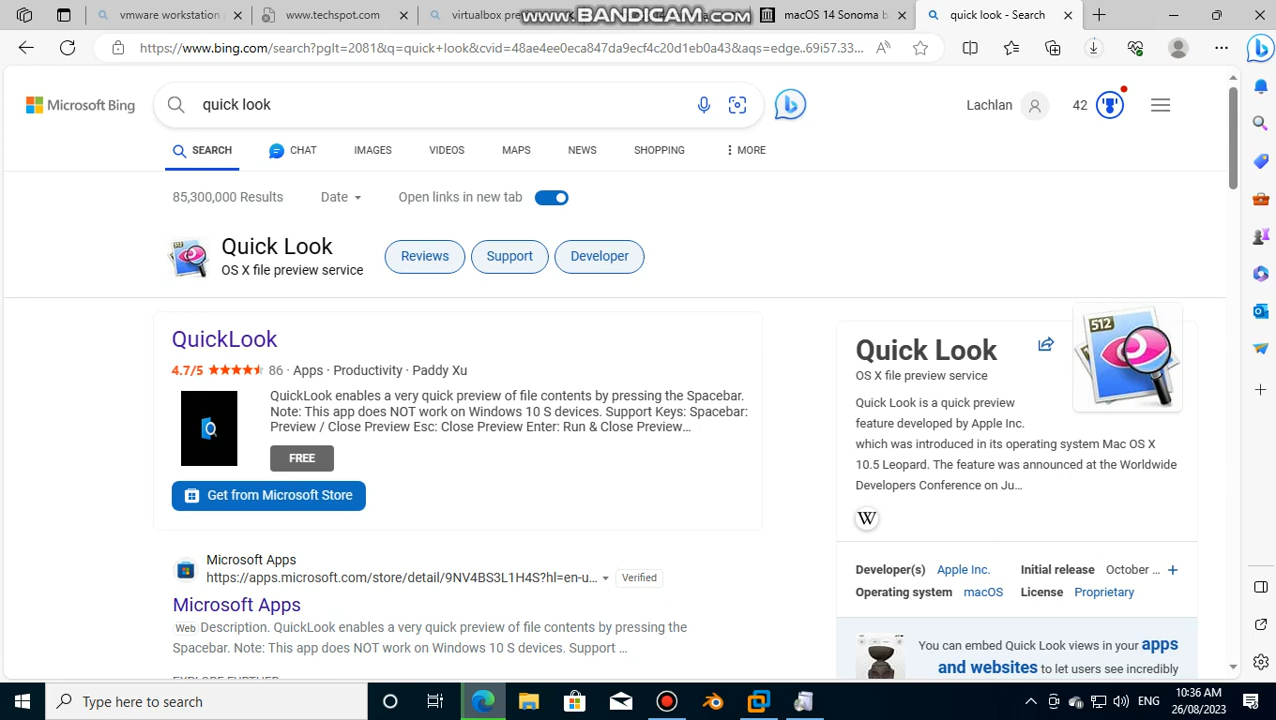 vmware workstation
www.techspot.com
virtualbox pre
www.BANDICAM.com
macOS 14 Sonoma b
quick look - Search
https://www.bing.com/search?pglt=2081&q=quick+look&cvid=48ae4ee0eca847da9ecf4c20d1eb0a43&aqs=edge..69i57.33...
Microsoft Bing
quick look
Lachlan
42
SEARCH
CHAT
IMAGES
VIDEOS
MAPS
NEWS
SHOPPING
MORE
85,300,000 Results
Date
Open links in new tab
Quick Look
OS X file preview service
Reviews
Support
Developer
QuickLook
4.7/5
86 · Apps · Productivity · Paddy Xu
QuickLook enables a very quick preview of file contents by pressing the Spacebar.
Note: This app does NOT work on Windows 10 S devices. Support Keys: Spacebar:
Preview / Close Preview Esc: Close Preview Enter: Run & Close Preview…
FREE
Get from Microsoft Store
Microsoft Apps
https://apps.microsoft.com/store/detail/9NV4BS3L1H4S?hl=en-u...
Verified
Microsoft Apps
Web Description. QuickLook enables a very quick preview of file contents by pressing the
Spacebar. Note: This app does NOT work on Windows 10 S devices. Support …
EXPLORE FURTHER
512
Quick Look
OS X file preview service
Quick Look is a quick preview
feature developed by Apple Inc.
which was introduced in its operating system Mac OS X
10.5 Leopard. The feature was announced at the Worldwide
Developers Conference on Ju…
W
Developer(s) Apple Inc.
Initial release October …
Operating system macOS
License Proprietary
You can embed Quick Look views in your apps
and websites to let users see incredibly
Type here to search
ENG
10:36 AM
26/08/2023